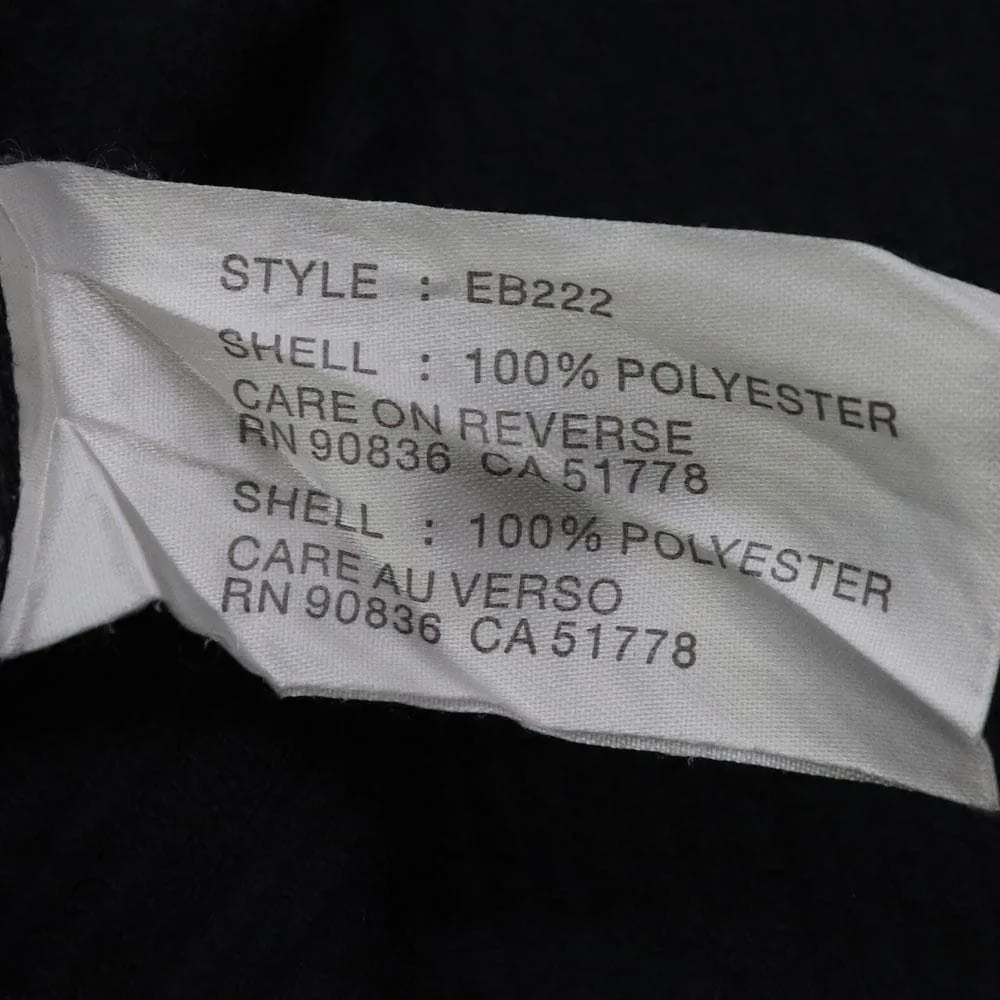 STYLE : EB222
SHELL : 100% POLYESTER
CARE ON REVERSE
RN 90836 CA 51778
SHELL : 100% POLYESTER
CARE AU VERSO
RN 90836 CA 51778